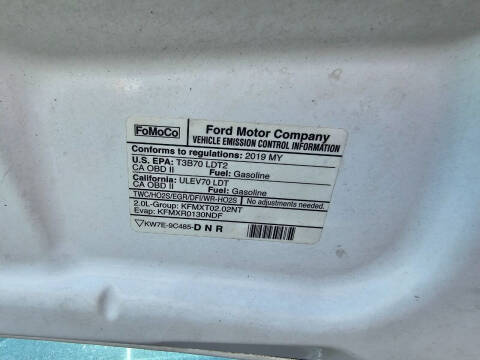 FoMoCo
Ford Motor Company
VEHICLE EMISSION CONTROL INFORMATION
Conforms to regulations: 2019 MY
U.S. EPA: T3B70 LDT2
CA OBD II Fuel: Gasoline
California: ULEV70 LDT
CA OBD II Fuel: Gasoline
TWC/HO2S/EGR/DFI/WR-HO2S No adjustments needed.
2.0L-Group: KFMXT02.02NT
Evap: KFMXR0130NDF
KW7E-9C485-DNR